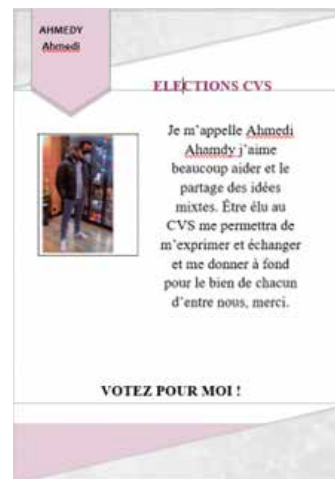 AHMEDY
Ahmedi
ELECTIONS CVS
Je m'appelle Ahmedi
Ahamdy j'aime
beaucoup aider et le
partage des idées
mixtes. Être élu au
CVS me permettra de
m'exprimer et échanger
et me donner à fond
pour le bien de chacun
d'entre nous, merci.
VOTEZ POUR MOI !